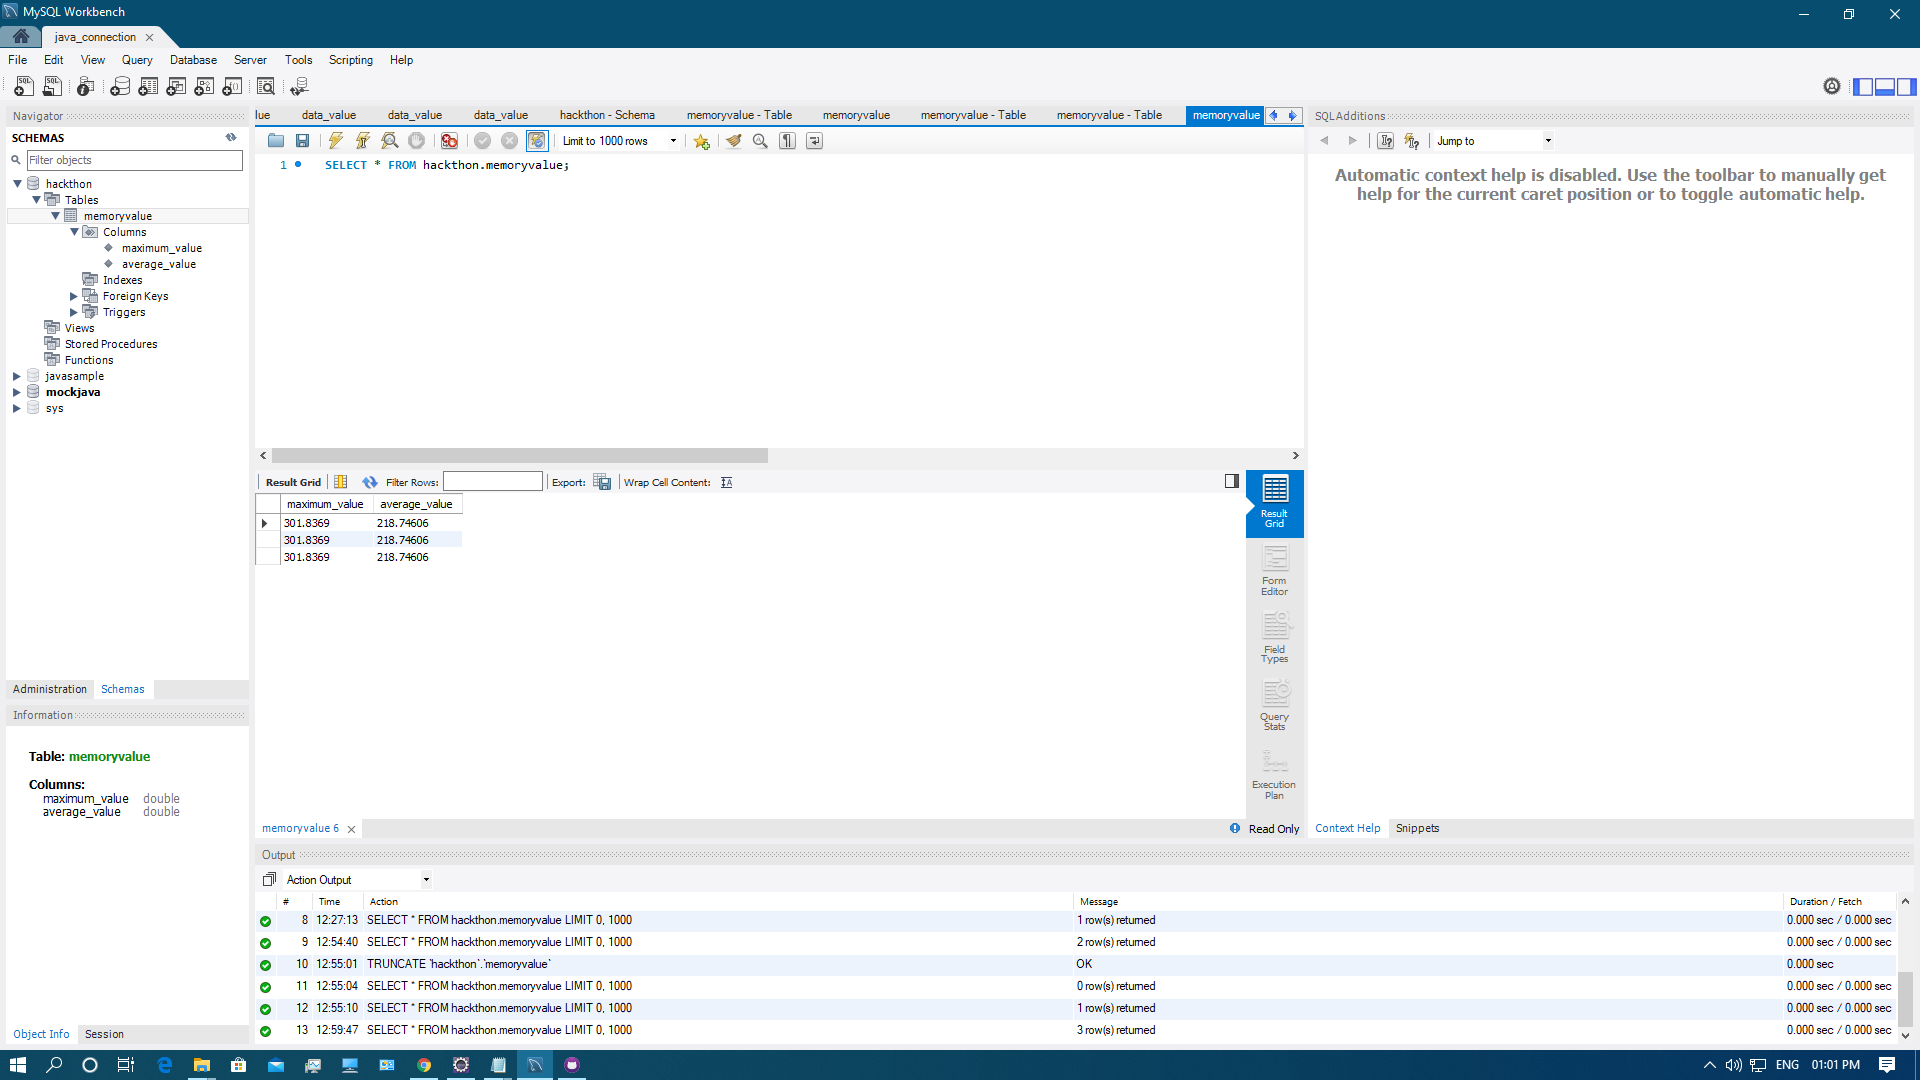 MySQL Workbench
java_connection
File Edit View Query Database Server Tools Scripting Help
Navigator
SCHEMAS
Filter objects
hackthon
Tables
memoryvalue
Columns
maximum_value
average_value
Indexes
Foreign Keys
Triggers
Views
Stored Procedures
Functions
javasample
mockjava
sys
Administration Schemas
Information
Table: memoryvalue
Columns:
maximum_value double
average_value double
Object Info Session
lue data_value data_value data_value hackthon - Schema memoryvalue - Table memoryvalue memoryvalue - Table memoryvalue - Table memoryvalue
Limit to 1000 rows
1 SELECT * FROM hackthon.memoryvalue;
Result Grid Filter Rows: Export: Wrap Cell Content:
maximum_value average_value
301.8369 218.74606
301.8369 218.74606
301.8369 218.74606
Result
Grid
Form
Editor
Field
Types
Query
Stats
Execution
Plan
memoryvalue 6 Read Only
SQLAdditions
Jump to
Automatic context help is disabled. Use the toolbar to manually get
help for the current caret position or to toggle automatic help.
Context Help Snippets
Output
Action Output
# Time Action Message Duration / Fetch
8 12:27:13 SELECT * FROM hackthon.memoryvalue LIMIT 0, 1000 1 row(s) returned 0.000 sec / 0.000 sec
9 12:54:40 SELECT * FROM hackthon.memoryvalue LIMIT 0, 1000 2 row(s) returned 0.000 sec / 0.000 sec
10 12:55:01 TRUNCATE `hackthon`.`memoryvalue` OK 0.000 sec
11 12:55:04 SELECT * FROM hackthon.memoryvalue LIMIT 0, 1000 0 row(s) returned 0.000 sec / 0.000 sec
12 12:55:10 SELECT * FROM hackthon.memoryvalue LIMIT 0, 1000 1 row(s) returned 0.000 sec / 0.000 sec
13 12:59:47 SELECT * FROM hackthon.memoryvalue LIMIT 0, 1000 3 row(s) returned 0.000 sec / 0.000 sec
ENG 01:01 PM